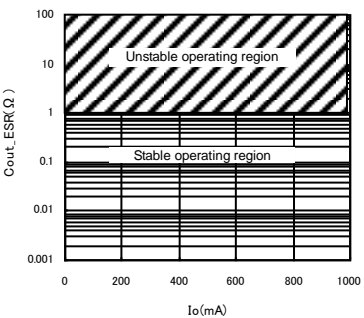 100
Unstable operating region
10
1
Cout_ESR(Ω)
Stable operating region
0.1
0.01
0.001
0 200 400 600 800 1000
Io(mA)